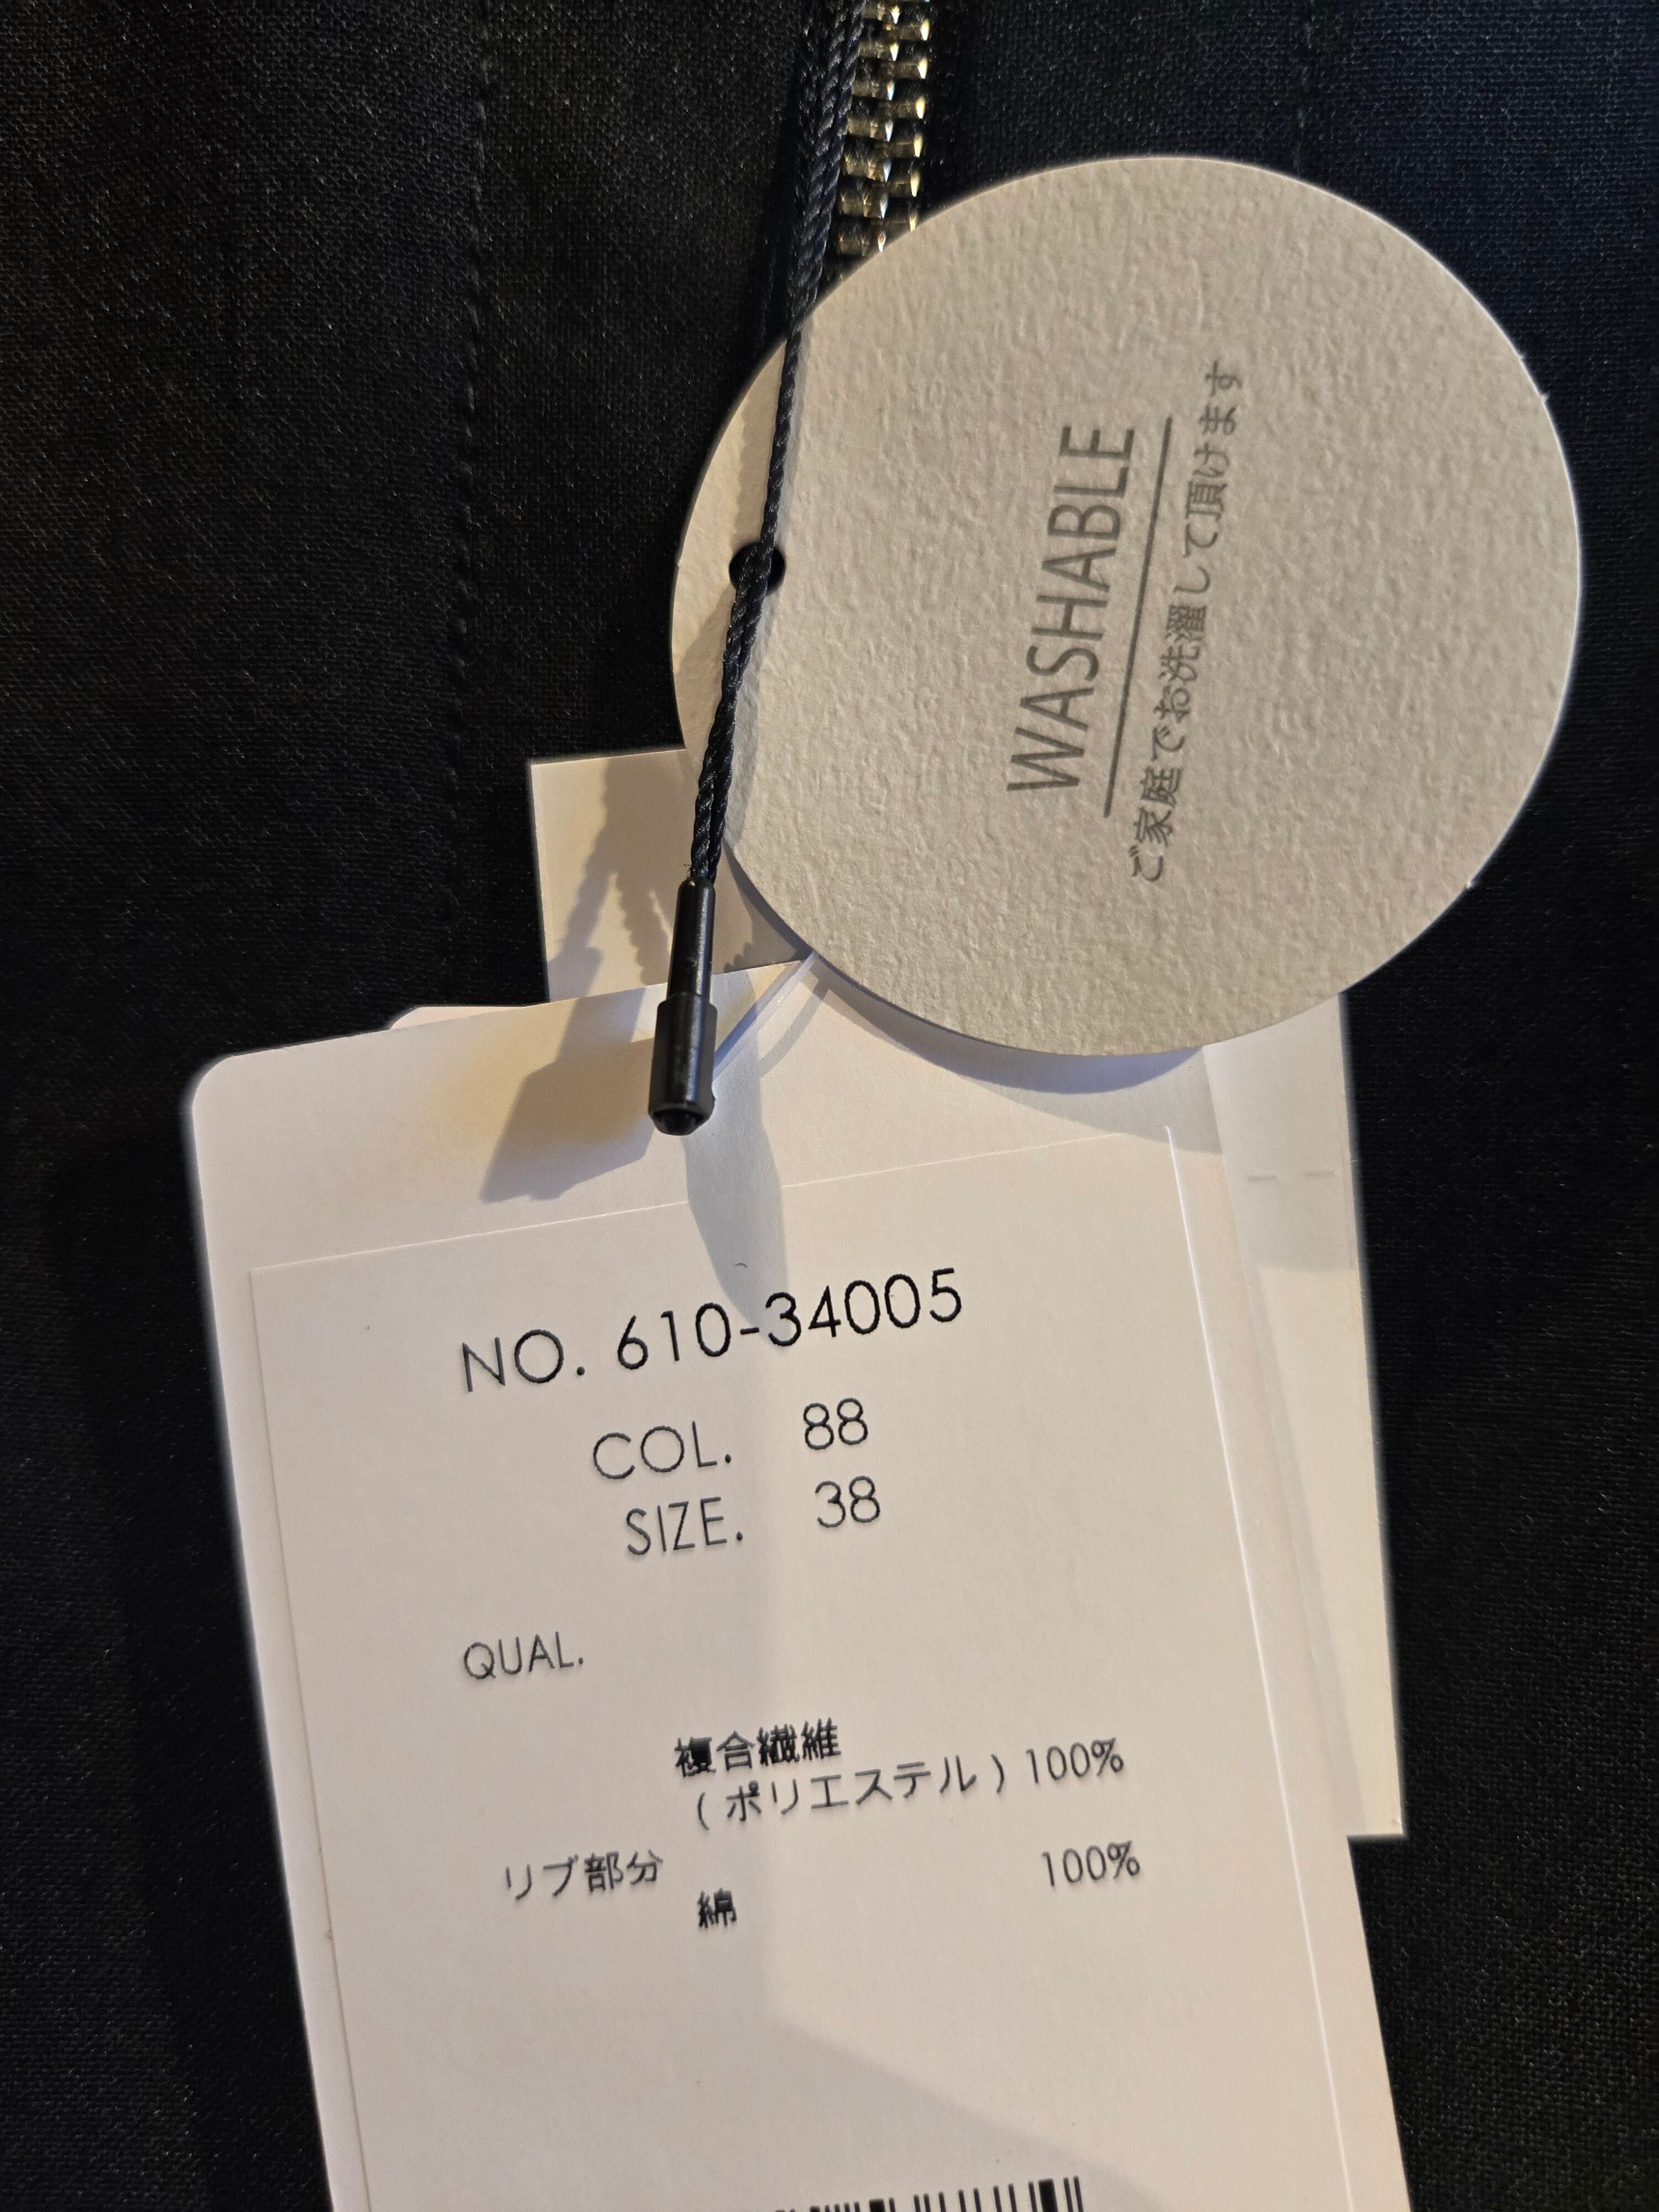 WASHABLE
ご家庭でお洗濯して頂けます
NO. 610-34005
COL. 88
SIZE. 38
QUAL.
複合繊維
(ポリエステル) 100%
リブ部分
綿 100%